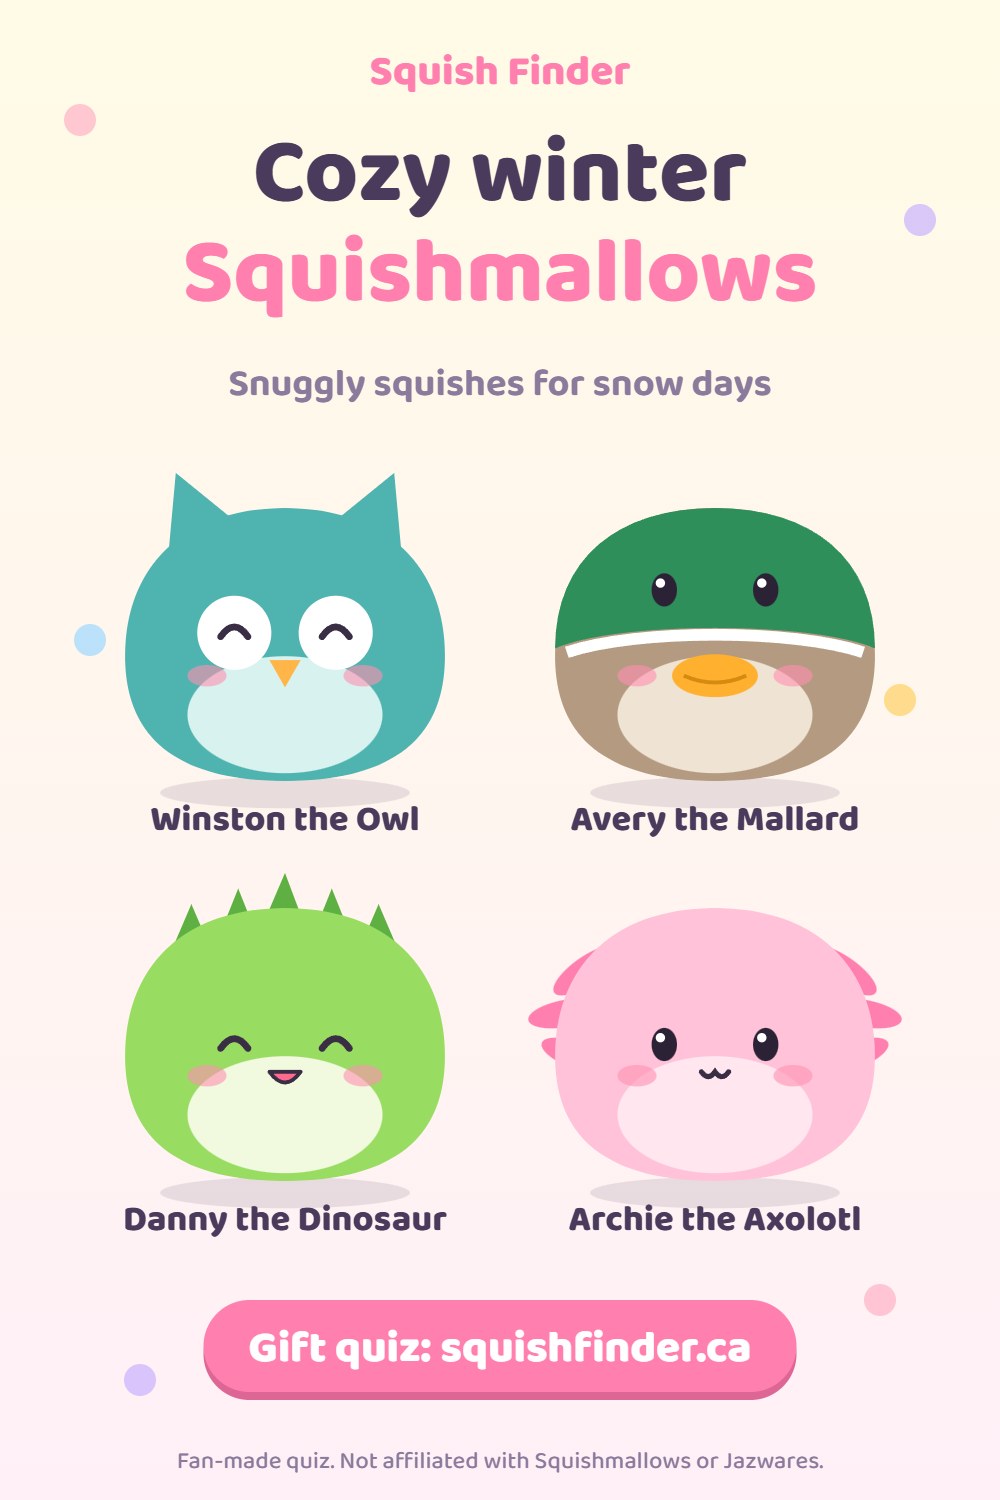 Squish Finder
Cozy winter
Squishmallows
Snuggly squishes for snow days
Winston the Owl
Avery the Mallard
Danny the Dinosaur
Archie the Axolotl
Gift quiz: squishfinder.ca
Fan-made quiz. Not affiliated with Squishmallows or Jazwares.